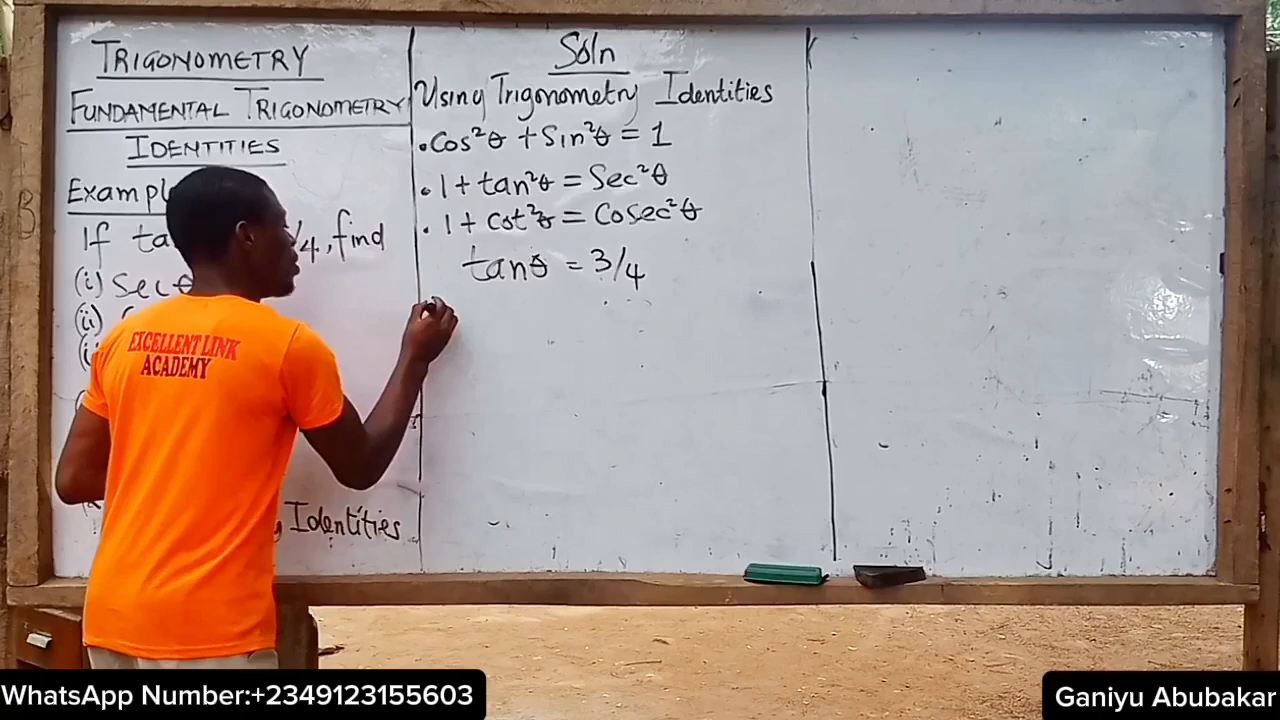 TRIGONOMETRY
FUNDAMENTAL TRIGONOMETRY
IDENTITIES
If ta /4, find
(i) Sec θ
(ii)
Identities
Soln
Using Trigonometry Identities
• Cos²θ + Sin²θ = 1
• 1 + tan²θ = Sec²θ
• 1 + cot²θ = Cosec²θ
tanθ = 3/4
EXCELLENT LINK
ACADEMY
WhatsApp Number:+2349123155603
Ganiyu Abubakar